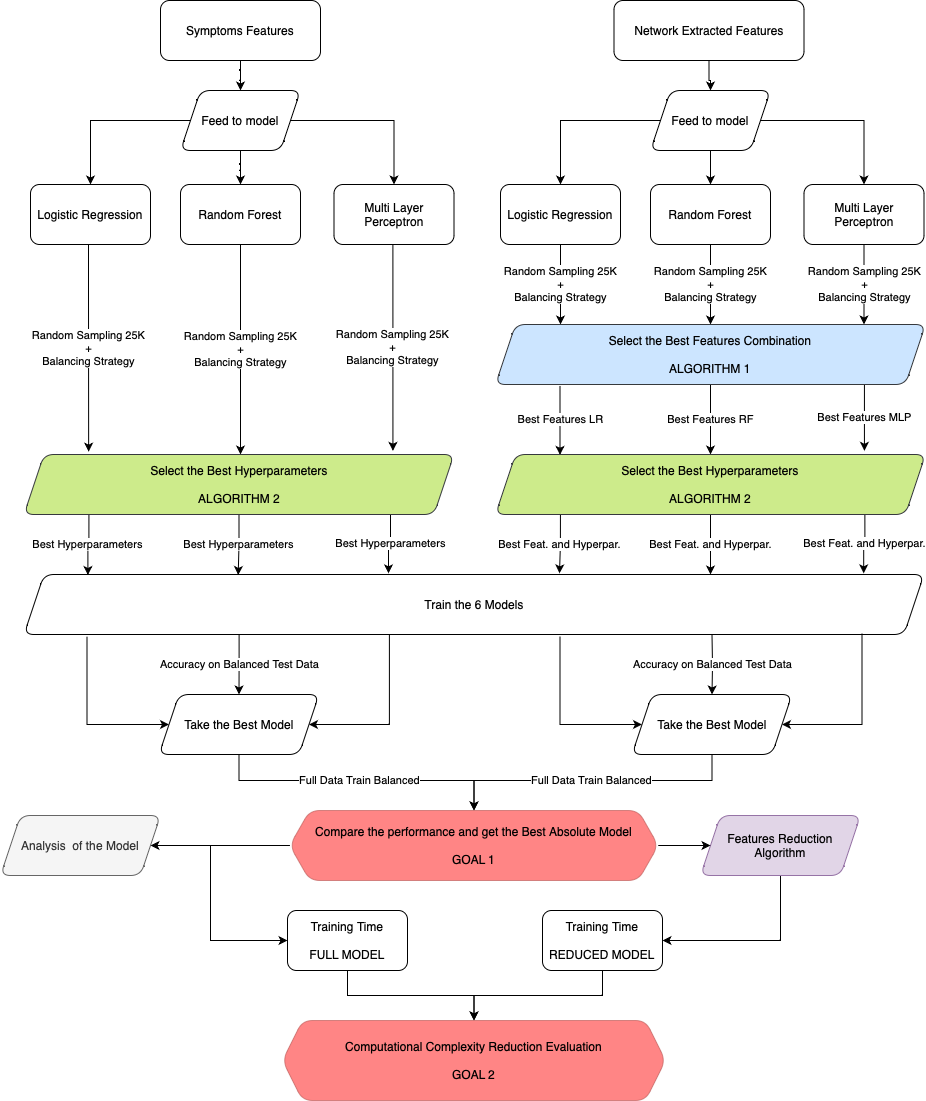 Symptoms Features
Network Extracted Features
Feed to model
Feed to model
Logistic Regression
Random Forest
Multi Layer
Perceptron
Logistic Regression
Random Forest
Multi Layer
Perceptron
Random Sampling 25K
+
Balancing Strategy
Random Sampling 25K
+
Balancing Strategy
Random Sampling 25K
+
Balancing Strategy
Random Sampling 25K
+
Balancing Strategy
Random Sampling 25K
+
Balancing Strategy
Random Sampling 25K
+
Balancing Strategy
Select the Best Features Combination
ALGORITHM 1
Best Features LR
Best Features RF
Best Features MLP
Select the Best Hyperparameters
ALGORITHM 2
Select the Best Hyperparameters
ALGORITHM 2
Best Hyperparameters
Best Hyperparameters
Best Hyperparameters
Best Feat. and Hyperpar.
Best Feat. and Hyperpar.
Best Feat. and Hyperpar.
Train the 6 Models
Accuracy on Balanced Test Data
Accuracy on Balanced Test Data
Take the Best Model
Take the Best Model
Full Data Train Balanced
Full Data Train Balanced
Compare the performance and get the Best Absolute Model
GOAL 1
Analysis of the Model
Features Reduction
Algorithm
Training Time
FULL MODEL
Training Time
REDUCED MODEL
Computational Complexity Reduction Evaluation
GOAL 2